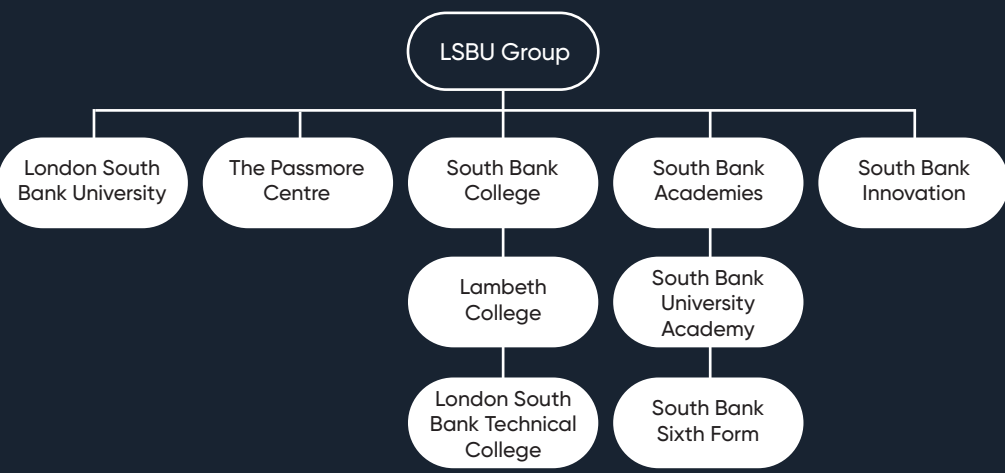 LSBU Group
London South
Bank University
The Passmore
Centre
South Bank
College
South Bank
Academies
South Bank
Innovation
Lambeth
College
South Bank
University
Academy
London South
Bank Technical
College
South Bank
Sixth Form